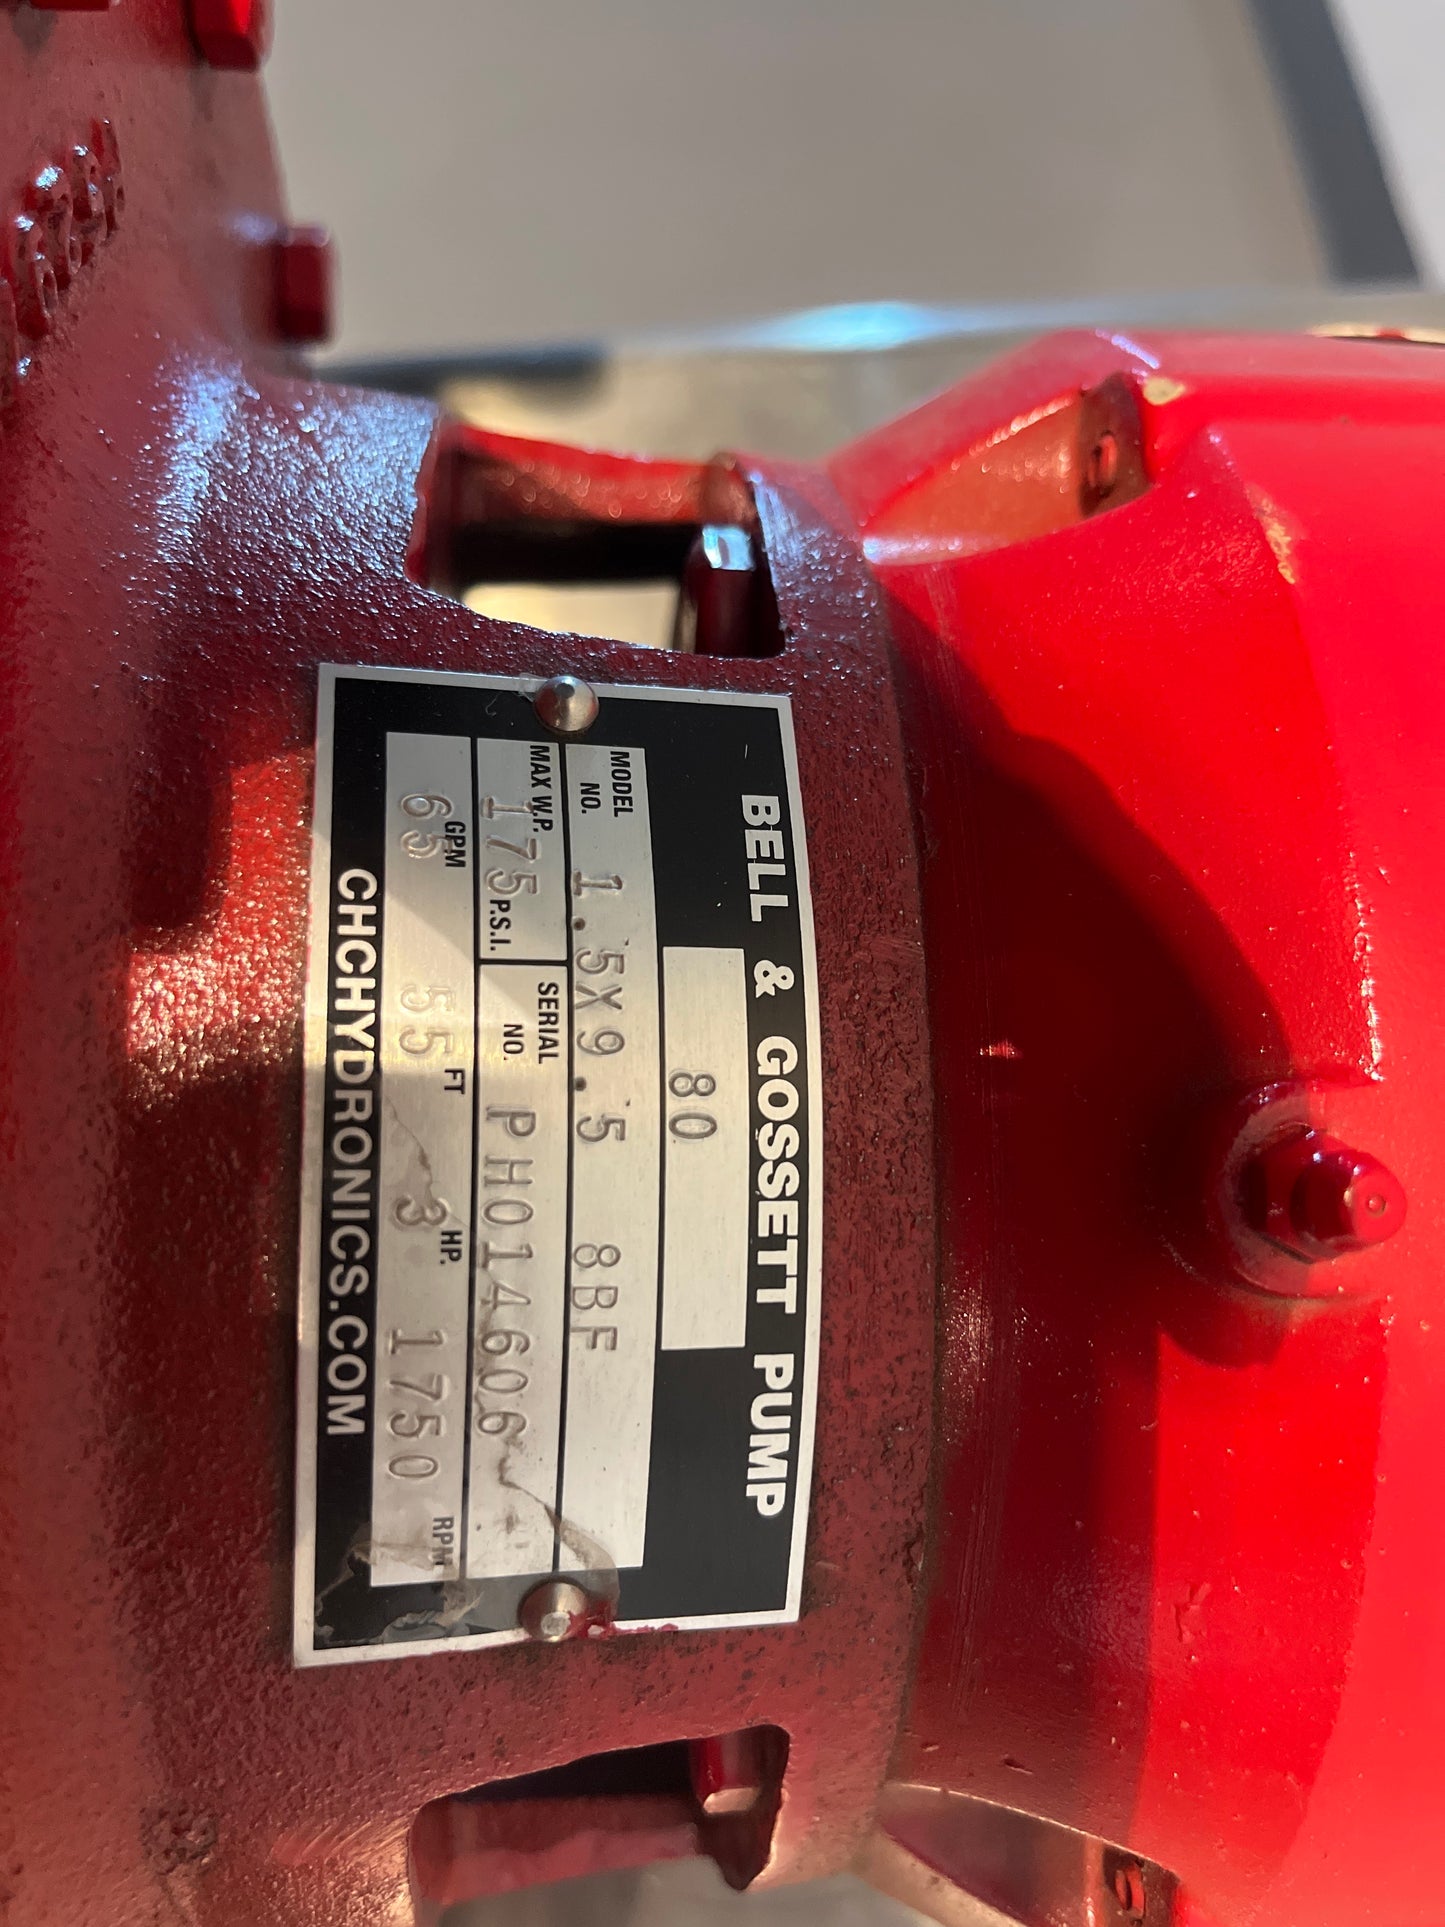 BELL & GOSSETT PUMP
80
MODEL NO. 1.5X9.5 8BF
MAX W.P. 175 P.S.I. SERIAL NO. PH014606
65 GPM 55 FT 3 HP. 1750 RPM
CHCHYDRONICS.COM